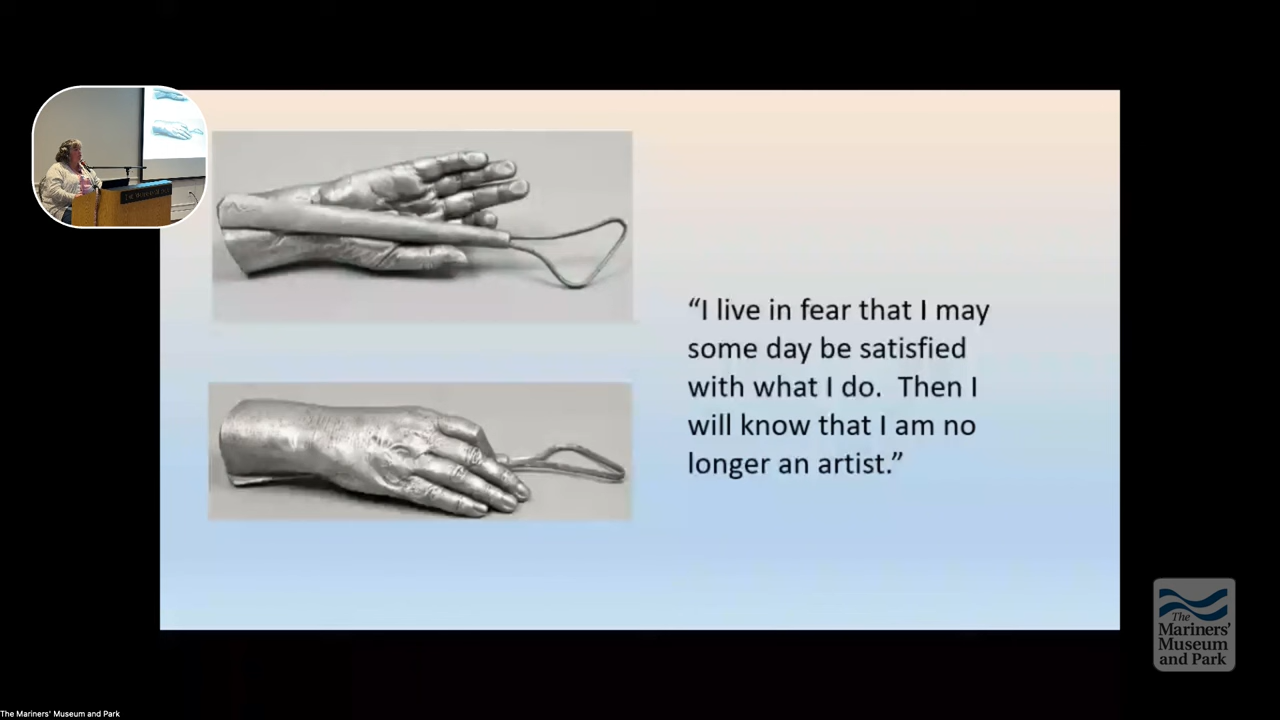 “I live in fear that I may
some day be satisfied
with what I do.  Then I
will know that I am no
longer an artist.”
The
Mariners'
Museum
and Park
The Mariners' Museum and Park